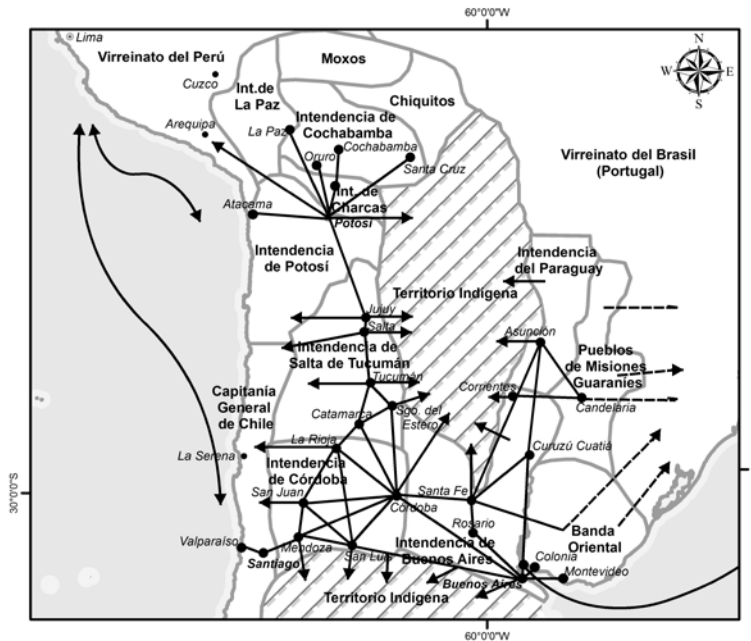 60°0'0"W
Lima
Virreinato del Perú
Cuzco
Moxos
N
W
E
S
Int.de
La Paz
Chiquitos
Intendencia de
Cochabamba
Arequipa
La Paz
Cochabamba
Oruro
Santa Cruz
Virreinato del Brasil
(Portugal)
Int. de
Charcas
Atacama
Potosí
Intendencia
de Potosí
Intendencia
del Paraguay
Territorio Indígena
Jujuy
Salta
Asunción
Intendencia de
Salta de Tucumán
Pueblos
de Misiones
Guaraníes
Tucumán
Capitanía
General
de Chile
Corrientes
Candelaria
Catamarca
Sgo. del
Estero
La Rioja
Curuzú Cuatiá
La Serena
Intendencia
de Córdoba
30°0'0"S
San Juan
Santa Fe
Córdoba
Rosario
Banda
Oriental
Valparaíso
Mendoza
San Luis
Intendencia de
Buenos Aires
Santiago
Colonia
Buenos Aires
Montevideo
Territorio Indígena
60°0'0"W